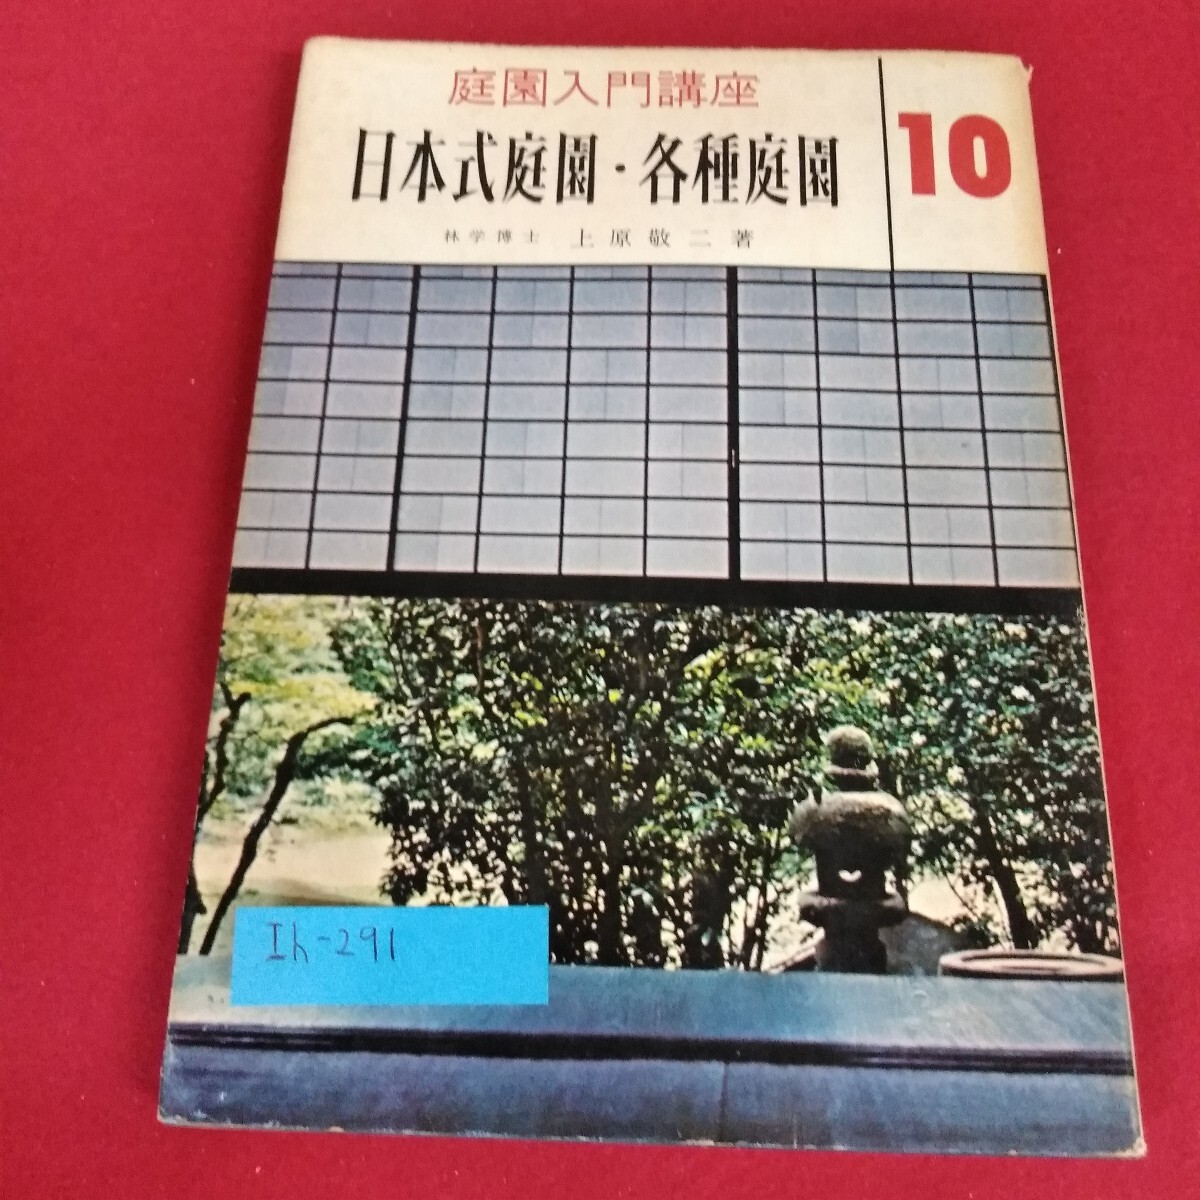 庭園入門講座
10
日本式庭園・各種庭園
林学博士 上原敬二著
Ih-291